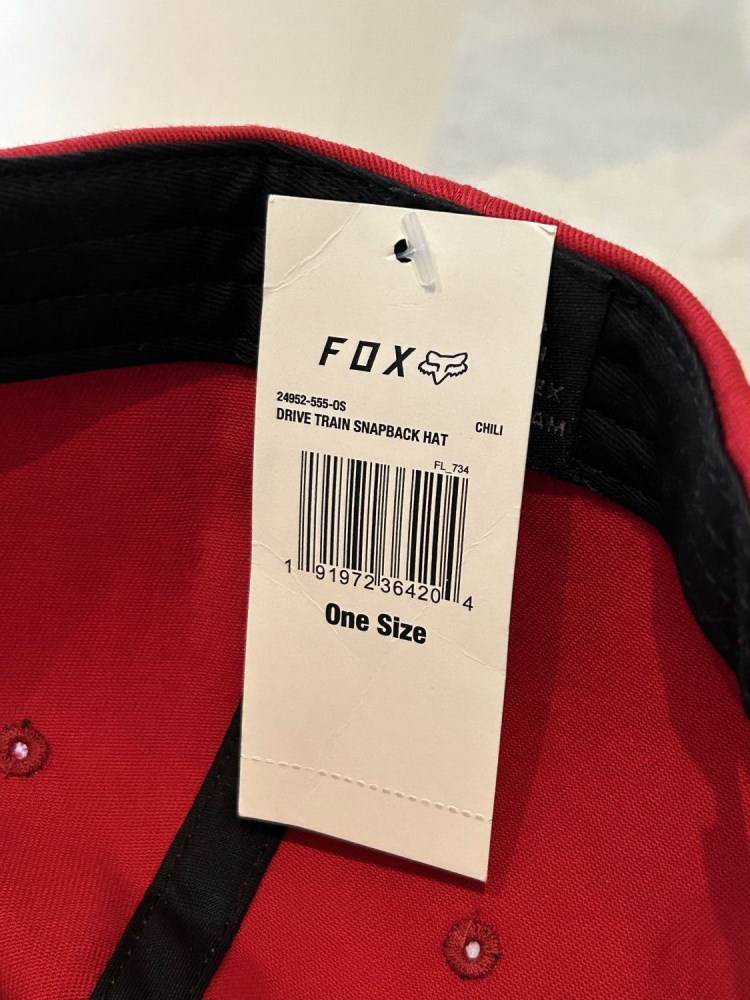 FOX
24952-555-OS
DRIVE TRAIN SNAPBACK HAT
CHILI
FL_734
1 91972 36420 4
One Size